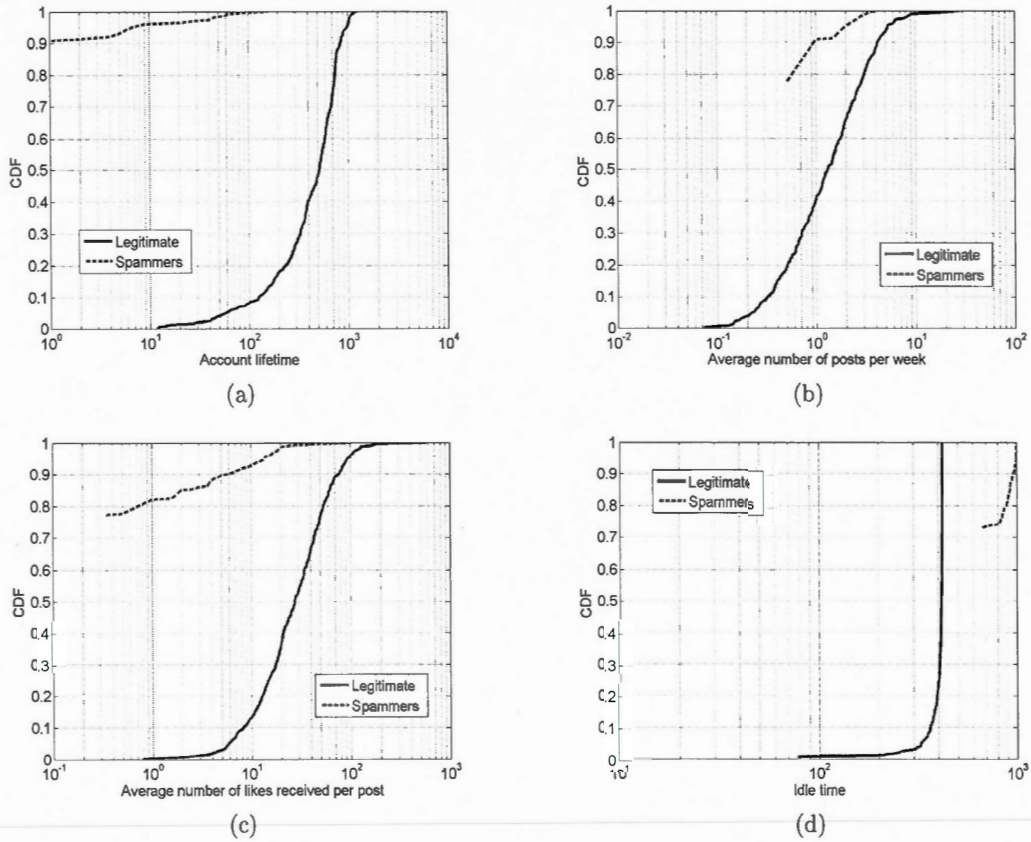 CDF
1
0.9
0.8
0.7
0.6
0.5
0.4
0.3
0.2
0.1
0
Legitimate
Spammers
10^0 10^1 10^2 10^3 10^4
Account lifetime
(a)
CDF
1
0.9
0.8
0.7
0.6
0.5
0.4
0.3
0.2
0.1
0
Legitimate
Spammers
10^-2 10^-1 10^0 10^1 10^2
Average number of posts per week
(b)
CDF
1
0.9
0.8
0.7
0.6
0.5
0.4
0.3
0.2
0.1
0
Legitimate
Spammers
10^-1 10^0 10^1 10^2 10^3
Average number of likes received per post
(c)
CDF
1
0.9
0.8
0.7
0.6
0.5
0.4
0.3
0.2
0.1
0
Legitimate
Spammers
10^1 10^2 10^3
Idle time
(d)